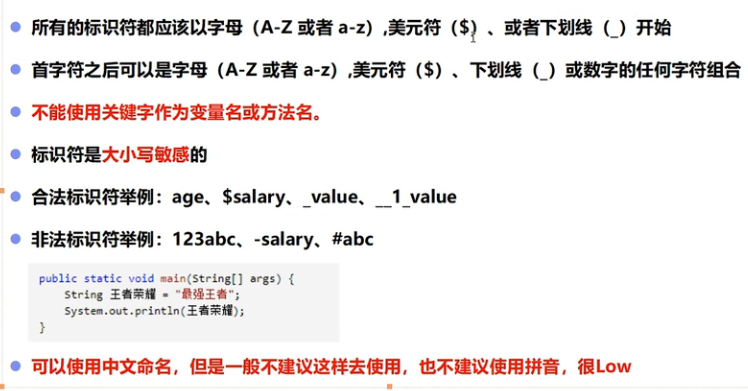 所有的标识符都应该以字母（A-Z 或者 a-z）,美元符（$）、或者下划线（_）开始
首字符之后可以是字母（A-Z 或者 a-z）,美元符（$）、下划线（_）或数字的任何字符组合
不能使用关键字作为变量名或方法名。
标识符是大小写敏感的
合法标识符举例：age、$salary、_value、__1_value
非法标识符举例：123abc、-salary、#abc
public static void main(String[] args) {
    String 王者荣耀 = "最强王者";
    System.out.println(王者荣耀);
}
可以使用中文命名，但是一般不建议这样去使用，也不建议使用拼音，很Low